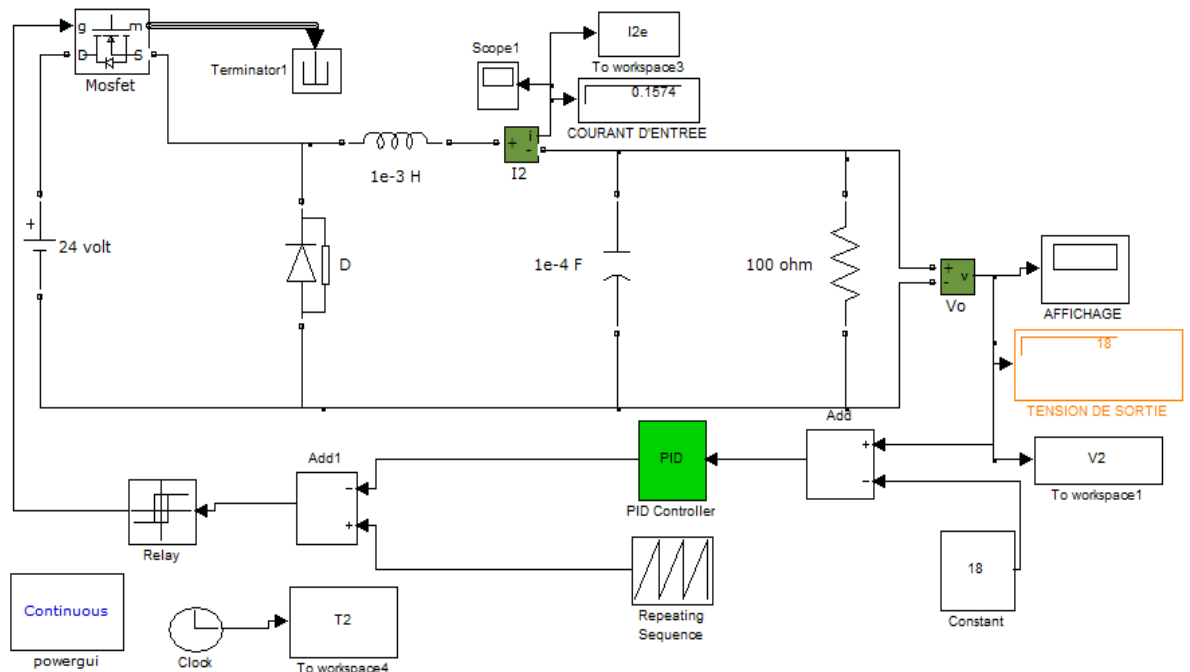 g m
D S
Mosfet
Terminator1
Scope1
I2e
To workspace3
0.1574
COURANT D'ENTREE
+ i -
I2
1e-3 H
+
24 volt
D
1e-4 F
100 ohm
+ v -
Vo
AFFICHAGE
18
TENSION DE SORTIE
Add
+
-
V2
To workspace1
PID
PID Controller
Add1
-
+
Relay
18
Constant
Repeating
Sequence
Continuous
powergui
Clock
T2
To workspace4